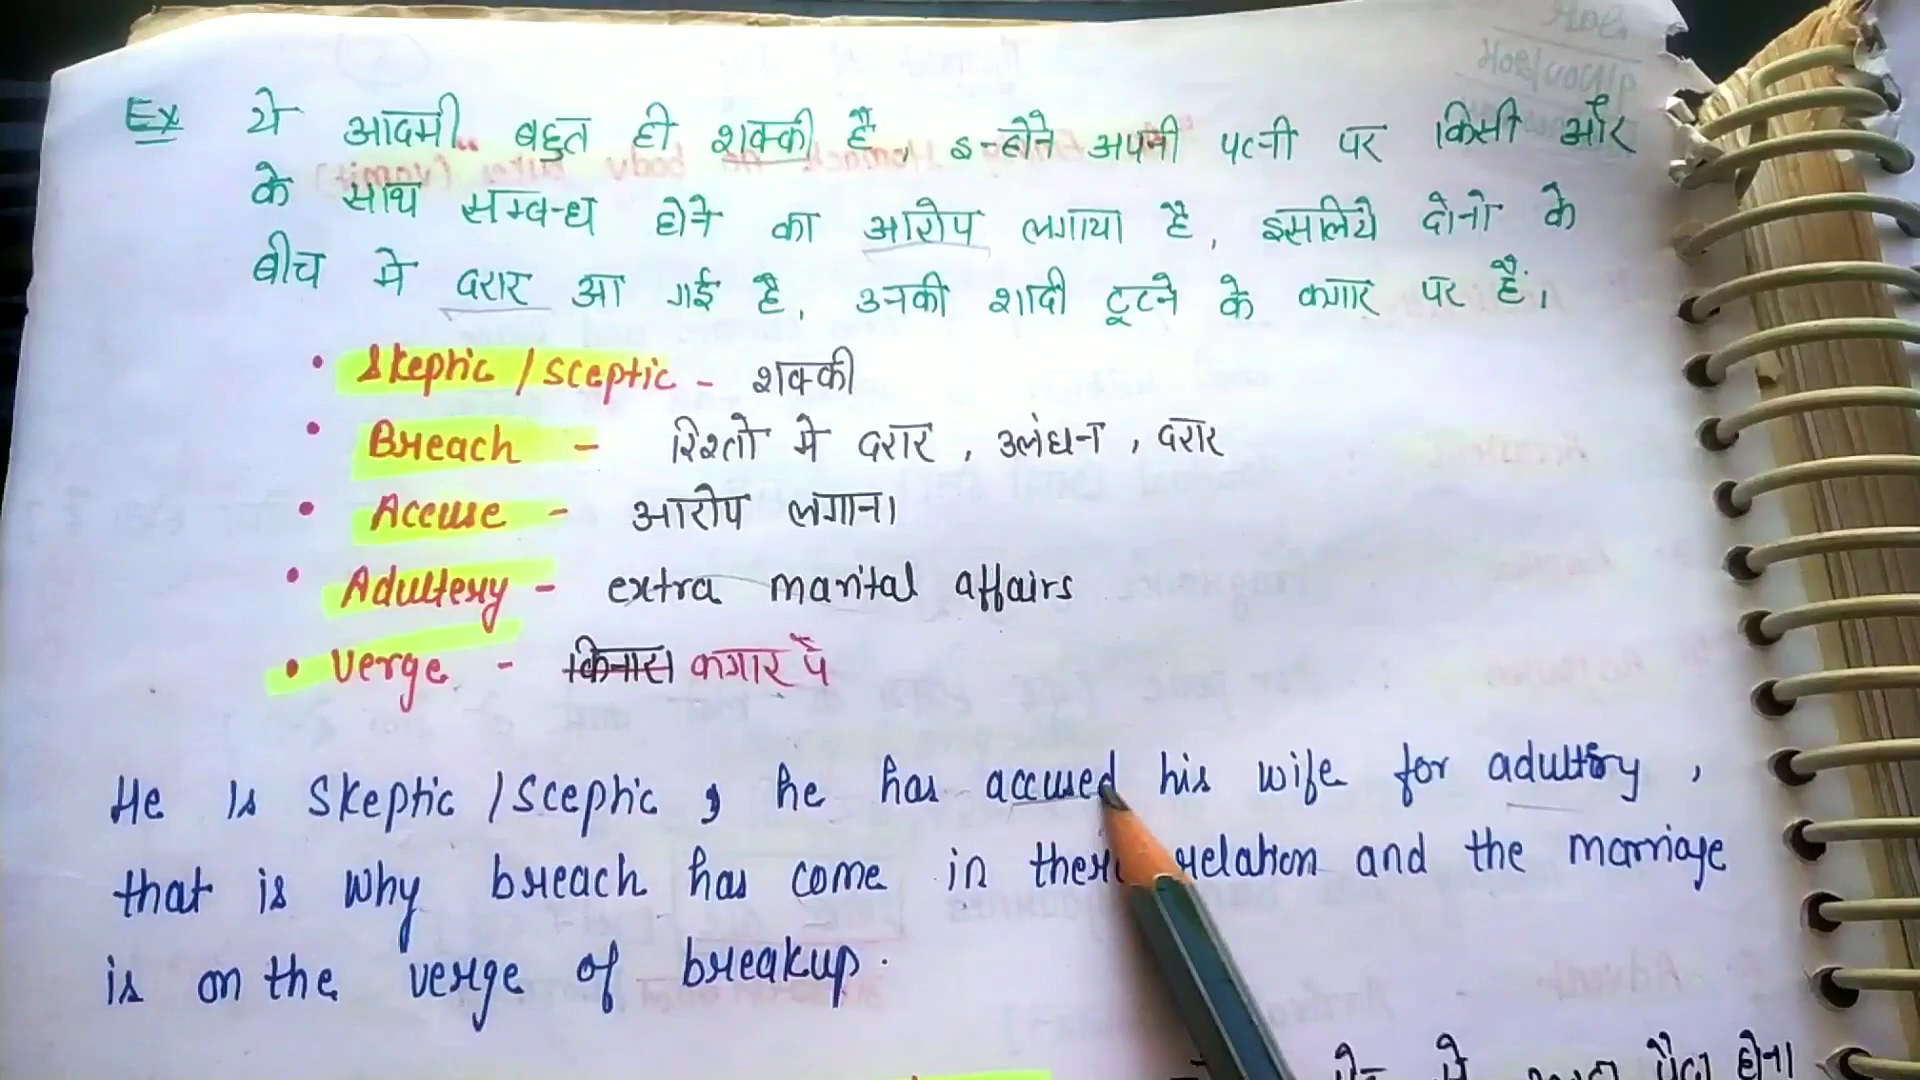 Ex ये आदमी बहुत ही शक्की है, इन्होने अपनी पत्नी पर किसी और
के साथ सम्बन्ध होने का आरोप लगाया है, इसलिये दोनो के
बीच मे दरार आ गई है, उनकी शादी टूटने के कगार पर है।
• Skeptic / Sceptic - शक्की
• Breach - रिश्तो मे दरार, उलंघन, दरार
• Accuse - आरोप लगाना
• Adultery - extra marital affairs
• Verge - किनारा कगार पे
He is Skeptic / Sceptic, he has accused his wife for adultry,
that is why breach has come in there relation and the marriage
is on the verge of breakup.
पैदा होना